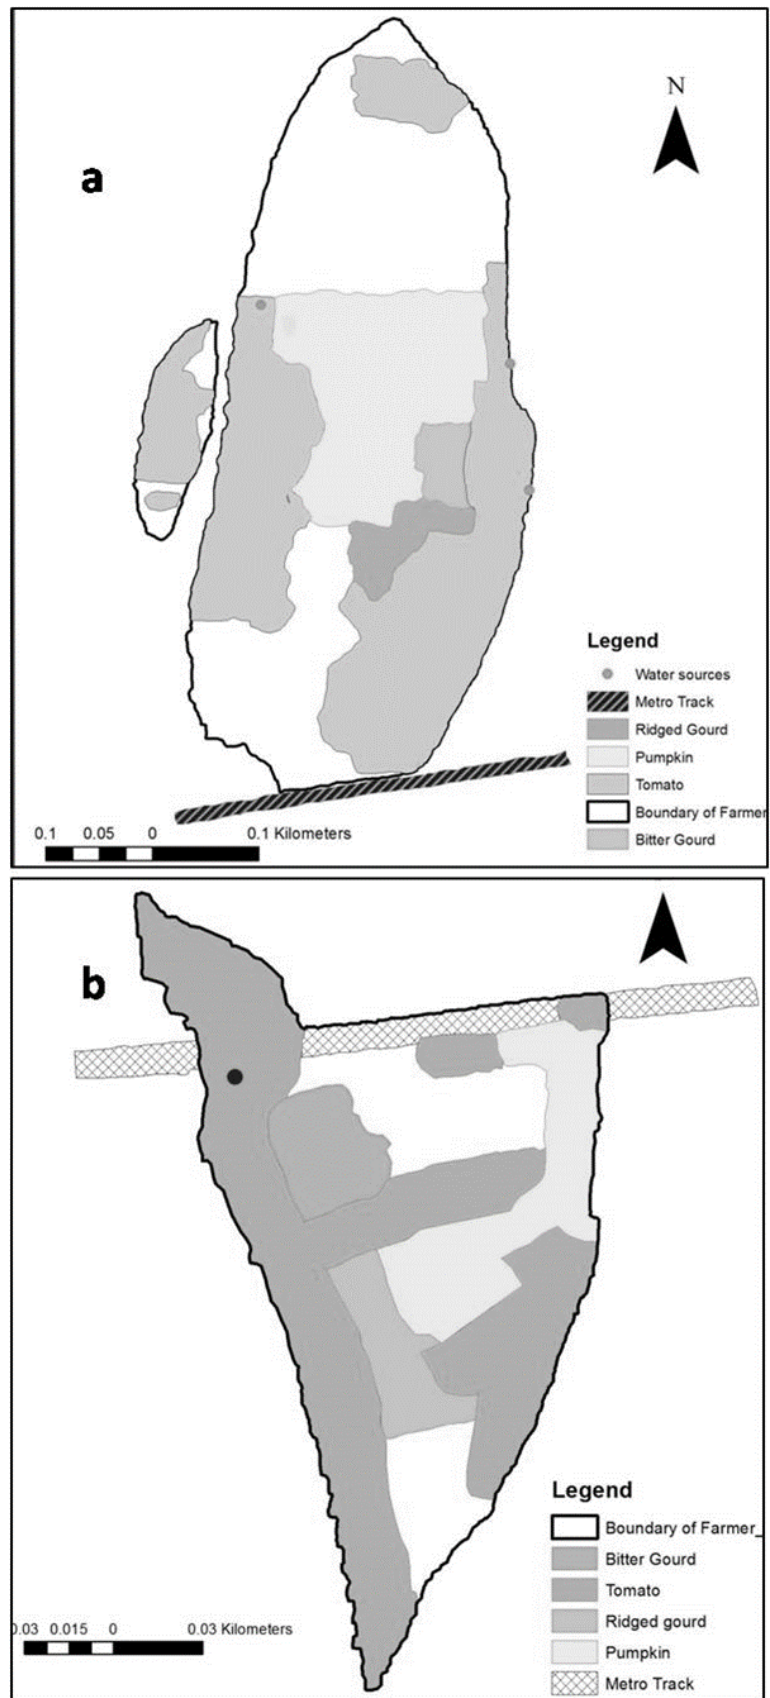 N
a
Legend
Water sources
Metro Track
Ridged Gourd
Pumpkin
Tomato
Boundary of Farmer
Bitter Gourd
0.1 0.05 0 0.1 Kilometers
b
Legend
Boundary of Farmer_
Bitter Gourd
Tomato
Ridged gourd
Pumpkin
Metro Track
0.03 0.015 0 0.03 Kilometers